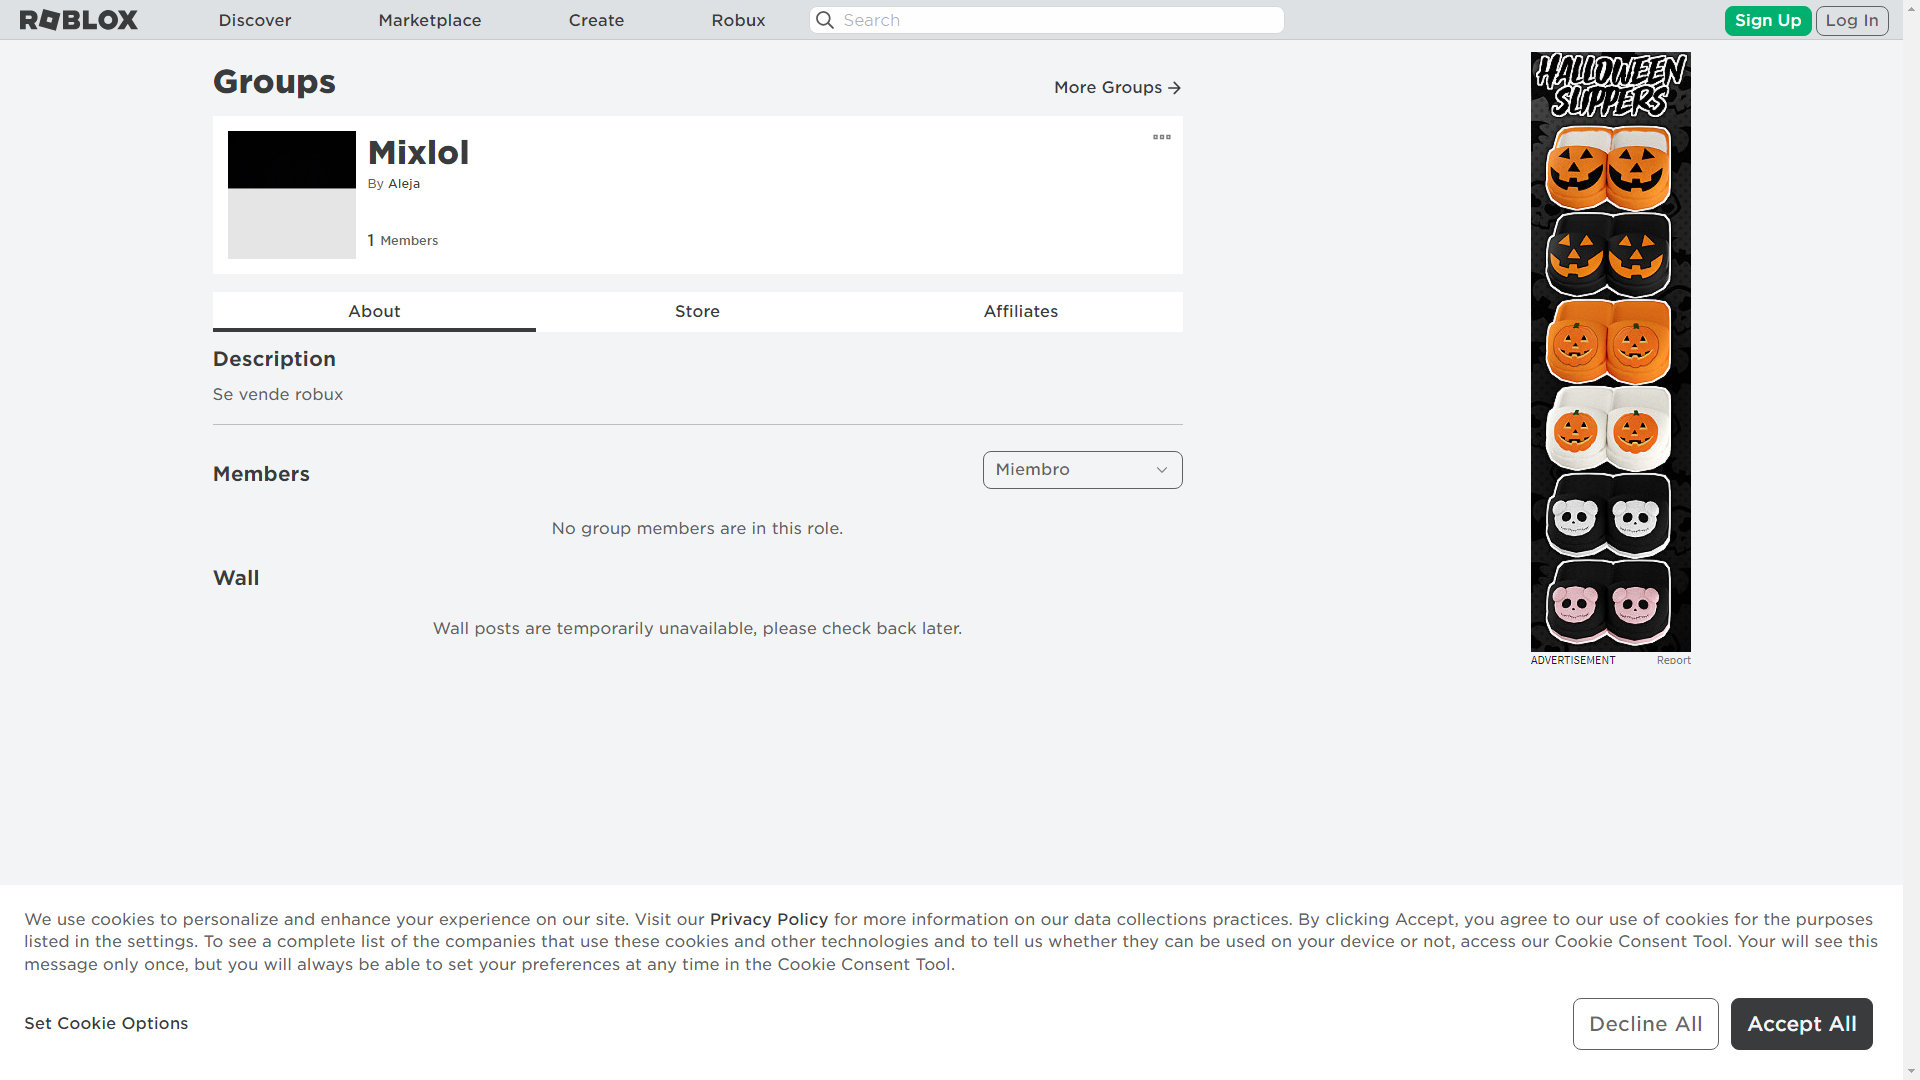 ROBLOX
Discover
Marketplace
Create
Robux
Search
Sign Up
Log In
Groups
More Groups
Mixlol
By Aleja
1 Members
About
Store
Affiliates
Description
Se vende robux
Members
Miembro
No group members are in this role.
Wall
Wall posts are temporarily unavailable, please check back later.
HALLOWEEN
SLIPPERS
ADVERTISEMENT
Report
We use cookies to personalize and enhance your experience on our site. Visit our Privacy Policy for more information on our data collections practices. By clicking Accept, you agree to our use of cookies for the purposes
listed in the settings. To see a complete list of the companies that use these cookies and other technologies and to tell us whether they can be used on your device or not, access our Cookie Consent Tool. Your will see this
message only once, but you will always be able to set your preferences at any time in the Cookie Consent Tool.
Set Cookie Options
Decline All
Accept All